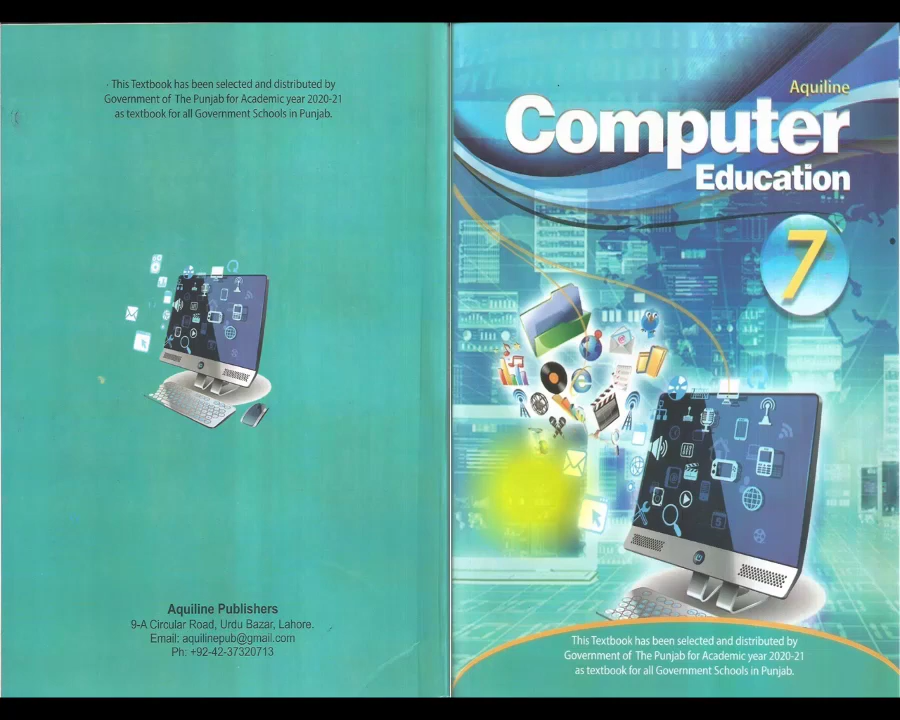 This Textbook has been selected and distributed by
Government of The Punjab for Academic year 2020-21
as textbook for all Government Schools in Punjab.
Aquiline Publishers
9-A Circular Road, Urdu Bazar, Lahore.
Email: aquilinepub@gmail.com
Ph: +92-42-37320713
Aquiline
Computer
Education
7
This Textbook has been selected and distributed by
Government of The Punjab for Academic year 2020-21
as textbook for all Government Schools in Punjab.